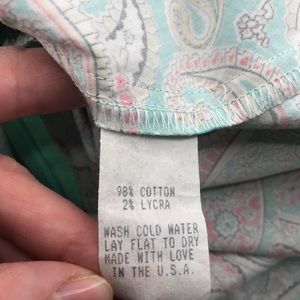 98% COTTON
2% LYCRA
WASH COLD WATER
LAY FLAT TO DRY
MADE WITH LOVE
IN THE U.S.A.